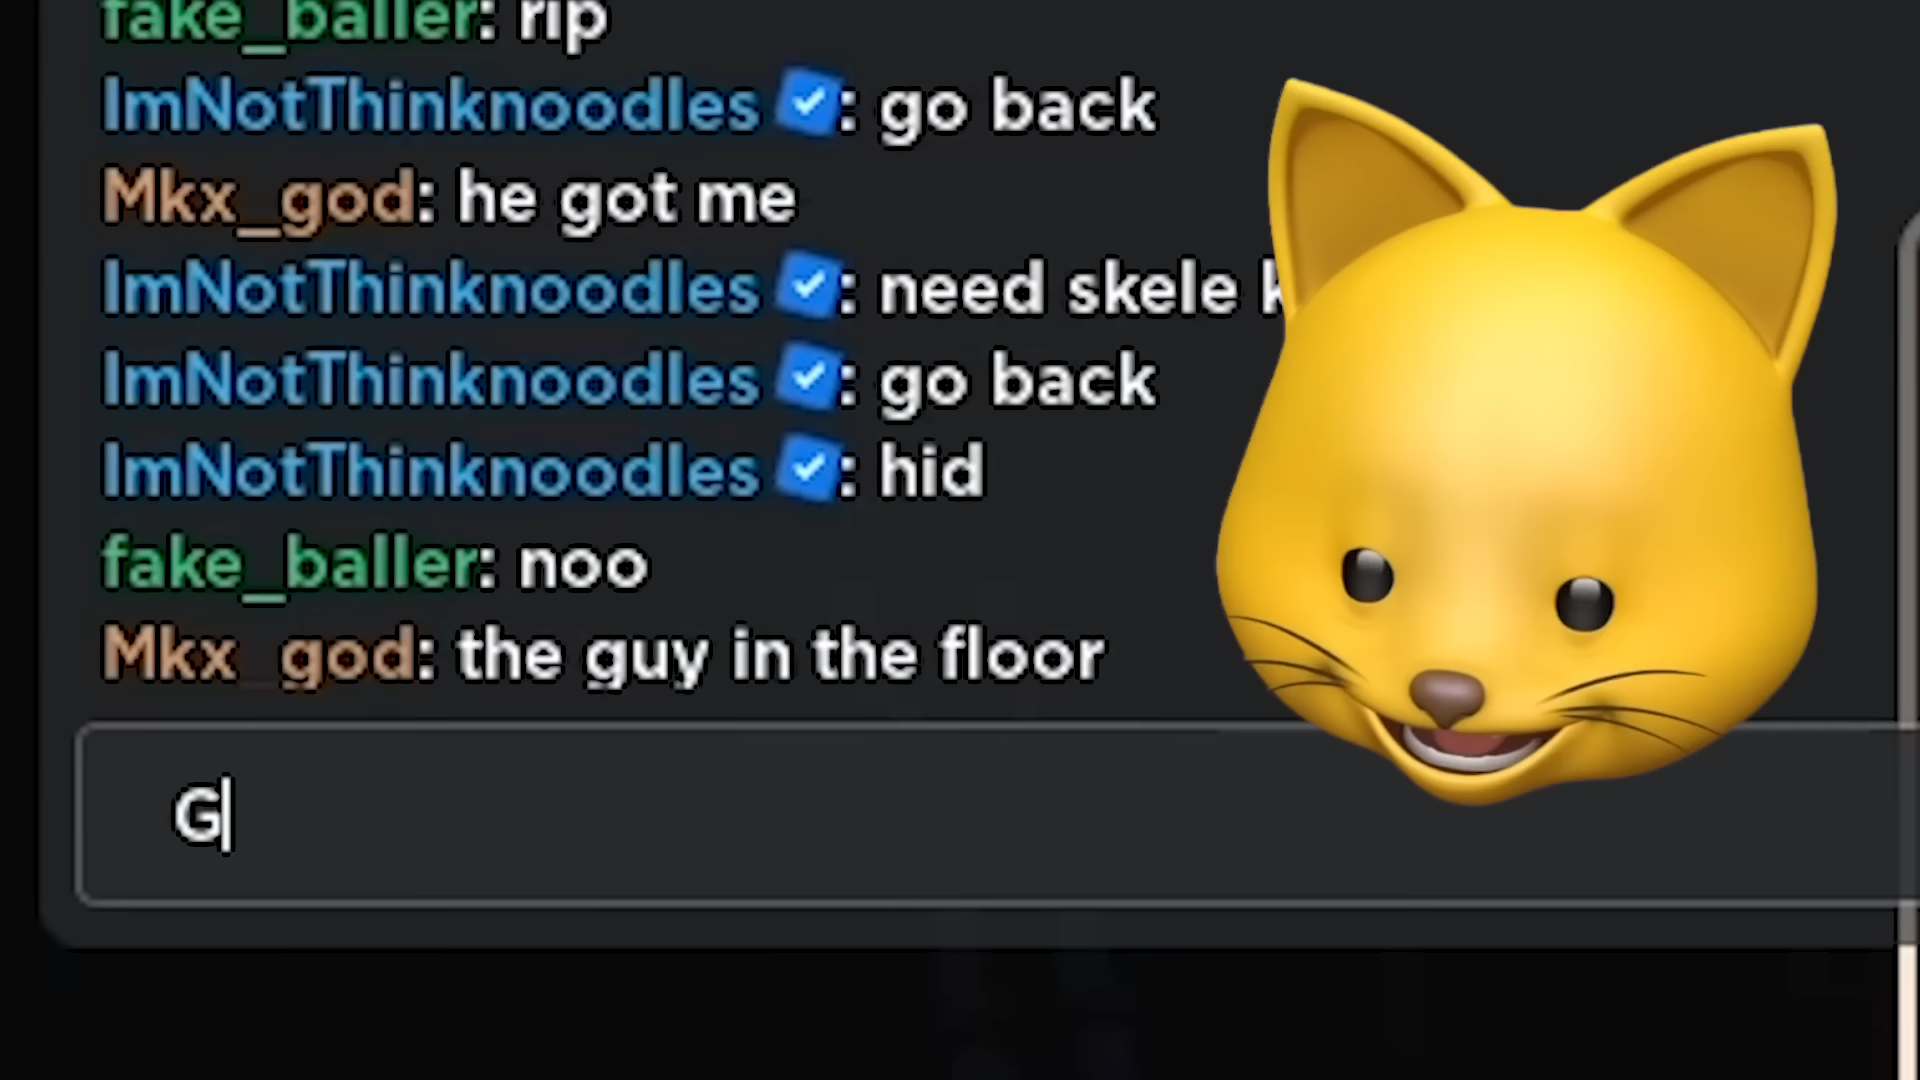 fake_baller: rip
ImNotThinknoodles: go back
Mkx_god: he got me
ImNotThinknoodles: need skele
ImNotThinknoodles: go back
ImNotThinknoodles: hid
fake_baller: noo
Mkx_god: the guy in the floor
G